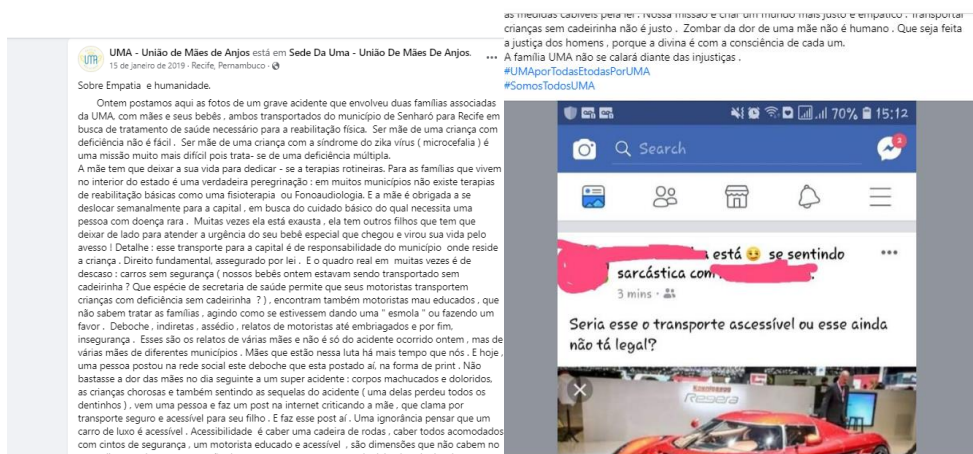 UMA - União de Mães de Anjos está em Sede Da Uma - União De Mães De Anjos.
15 de janeiro de 2019 · Recife, Pernambuco ·
Sobre Empatia e humanidade.
Ontem postamos aqui as fotos de um grave acidente que envolveu duas famílias associadas
da UMA, com mães e seus bebês , ambos transportados do município de Senharó para Recife em
busca de tratamento de saúde necessário para a reabilitação física. Ser mãe de uma criança com
deficiência não é fácil . Ser mãe de uma criança com a síndrome do zika vírus ( microcefalia ) é
uma missão muito mais difícil pois trata- se de uma deficiência múltipla.
A mãe tem que deixar a sua vida para dedicar - se a terapias rotineiras. Para as famílias que vivem
no interior do estado é uma verdadeira peregrinação : em muitos municípios não existe terapias
de reabilitação básicas como uma fisioterapia ou Fonoaudiologia. E a mãe é obrigada a se
deslocar semanalmente para a capital , em busca do cuidado básico do qual necessita uma
pessoa com doença rara . Muitas vezes ela está exausta , ela tem outros filhos que tem que
deixar de lado para atender a urgência do seu bebê especial que chegou e virou sua vida pelo
avesso ! Detalhe : esse transporte para a capital é de responsabilidade do município onde reside
a criança . Direito fundamental, assegurado por lei . E o quadro real em muitas vezes é de
descaso : carros sem segurança ( nossos bebês ontem estavam sendo transportado sem
cadeirinha ? Que espécie de secretaria de saúde permite que seus motoristas transportem
crianças com deficiência sem cadeirinha ? ) , encontram também motoristas mau educados , que
não sabem tratar as famílias , agindo como se estivessem dando uma " esmola " ou fazendo um
favor . Deboche , indiretas , assédio , relatos de motoristas até embriagados e por fim,
insegurança . Esses são os relatos de várias mães e não é só do acidente ocorrido ontem , mas de
várias mães de diferentes municípios . Mães que estão nessa luta há mais tempo que nós . E hoje ,
uma pessoa postou na rede social este deboche que esta postado aí, na forma de print . Não
bastasse a dor das mães no dia seguinte a um super acidente : corpos machucados e doloridos,
as crianças chorosas e também sentindo as sequelas do acidente ( uma delas perdeu todos os
dentinhos ) , vem uma pessoa e faz um post na internet criticando a mãe , que clama por
transporte seguro e acessível para seu filho . E faz esse post aí . Uma ignorância pensar que um
carro de luxo é acessível . Acessibilidade é caber uma cadeira de rodas , caber todos acomodados
com cintos de segurança , um motorista educado e acessível , são dimensões que não cabem no
as medidas cabíveis pela lei . Nossa missão é criar um mundo mais justo e empático . Transportar
crianças sem cadeirinha não é justo . Zombar da dor de uma mãe não é humano . Que seja feita
a justiça dos homens , porque a divina é com a consciência de cada um.
A família UMA não se calará diante das injustiças .
#UMAporTodasEtodasPorUMA
#SomosTodosUMA
70% 15:12
Search
2
está se sentindo
sarcástica com
3 mins
Seria esse o transporte ascessível ou esse ainda
não tá legal?
Regera